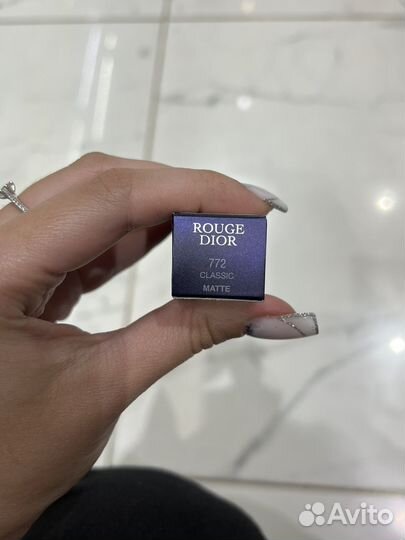 ROUGE
DIOR
772
CLASSIC
MATTE
Avito